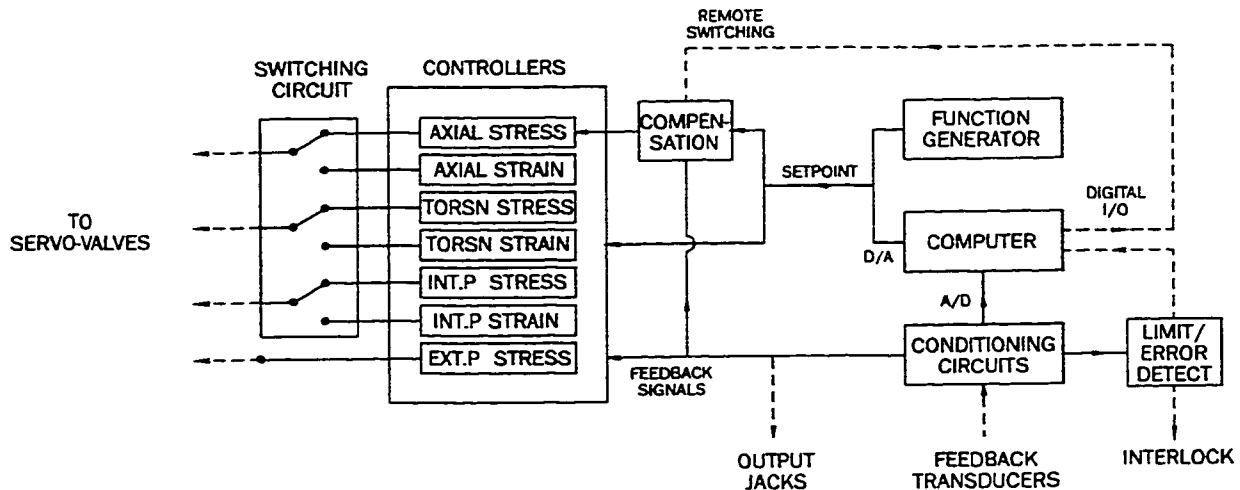 REMOTE
SWITCHING
SWITCHING
CIRCUIT
CONTROLLERS
AXIAL STRESS
AXIAL STRAIN
TORSN STRESS
TORSN STRAIN
INT.P STRESS
INT.P STRAIN
EXT.P STRESS
TO
SERVO-VALVES
COMPEN-
SATION
SETPOINT
FUNCTION
GENERATOR
DIGITAL
I/O
COMPUTER
D/A
A/D
CONDITIONING
CIRCUITS
LIMIT/
ERROR
DETECT
FEEDBACK
SIGNALS
OUTPUT
JACKS
FEEDBACK
TRANSDUCERS
INTERLOCK